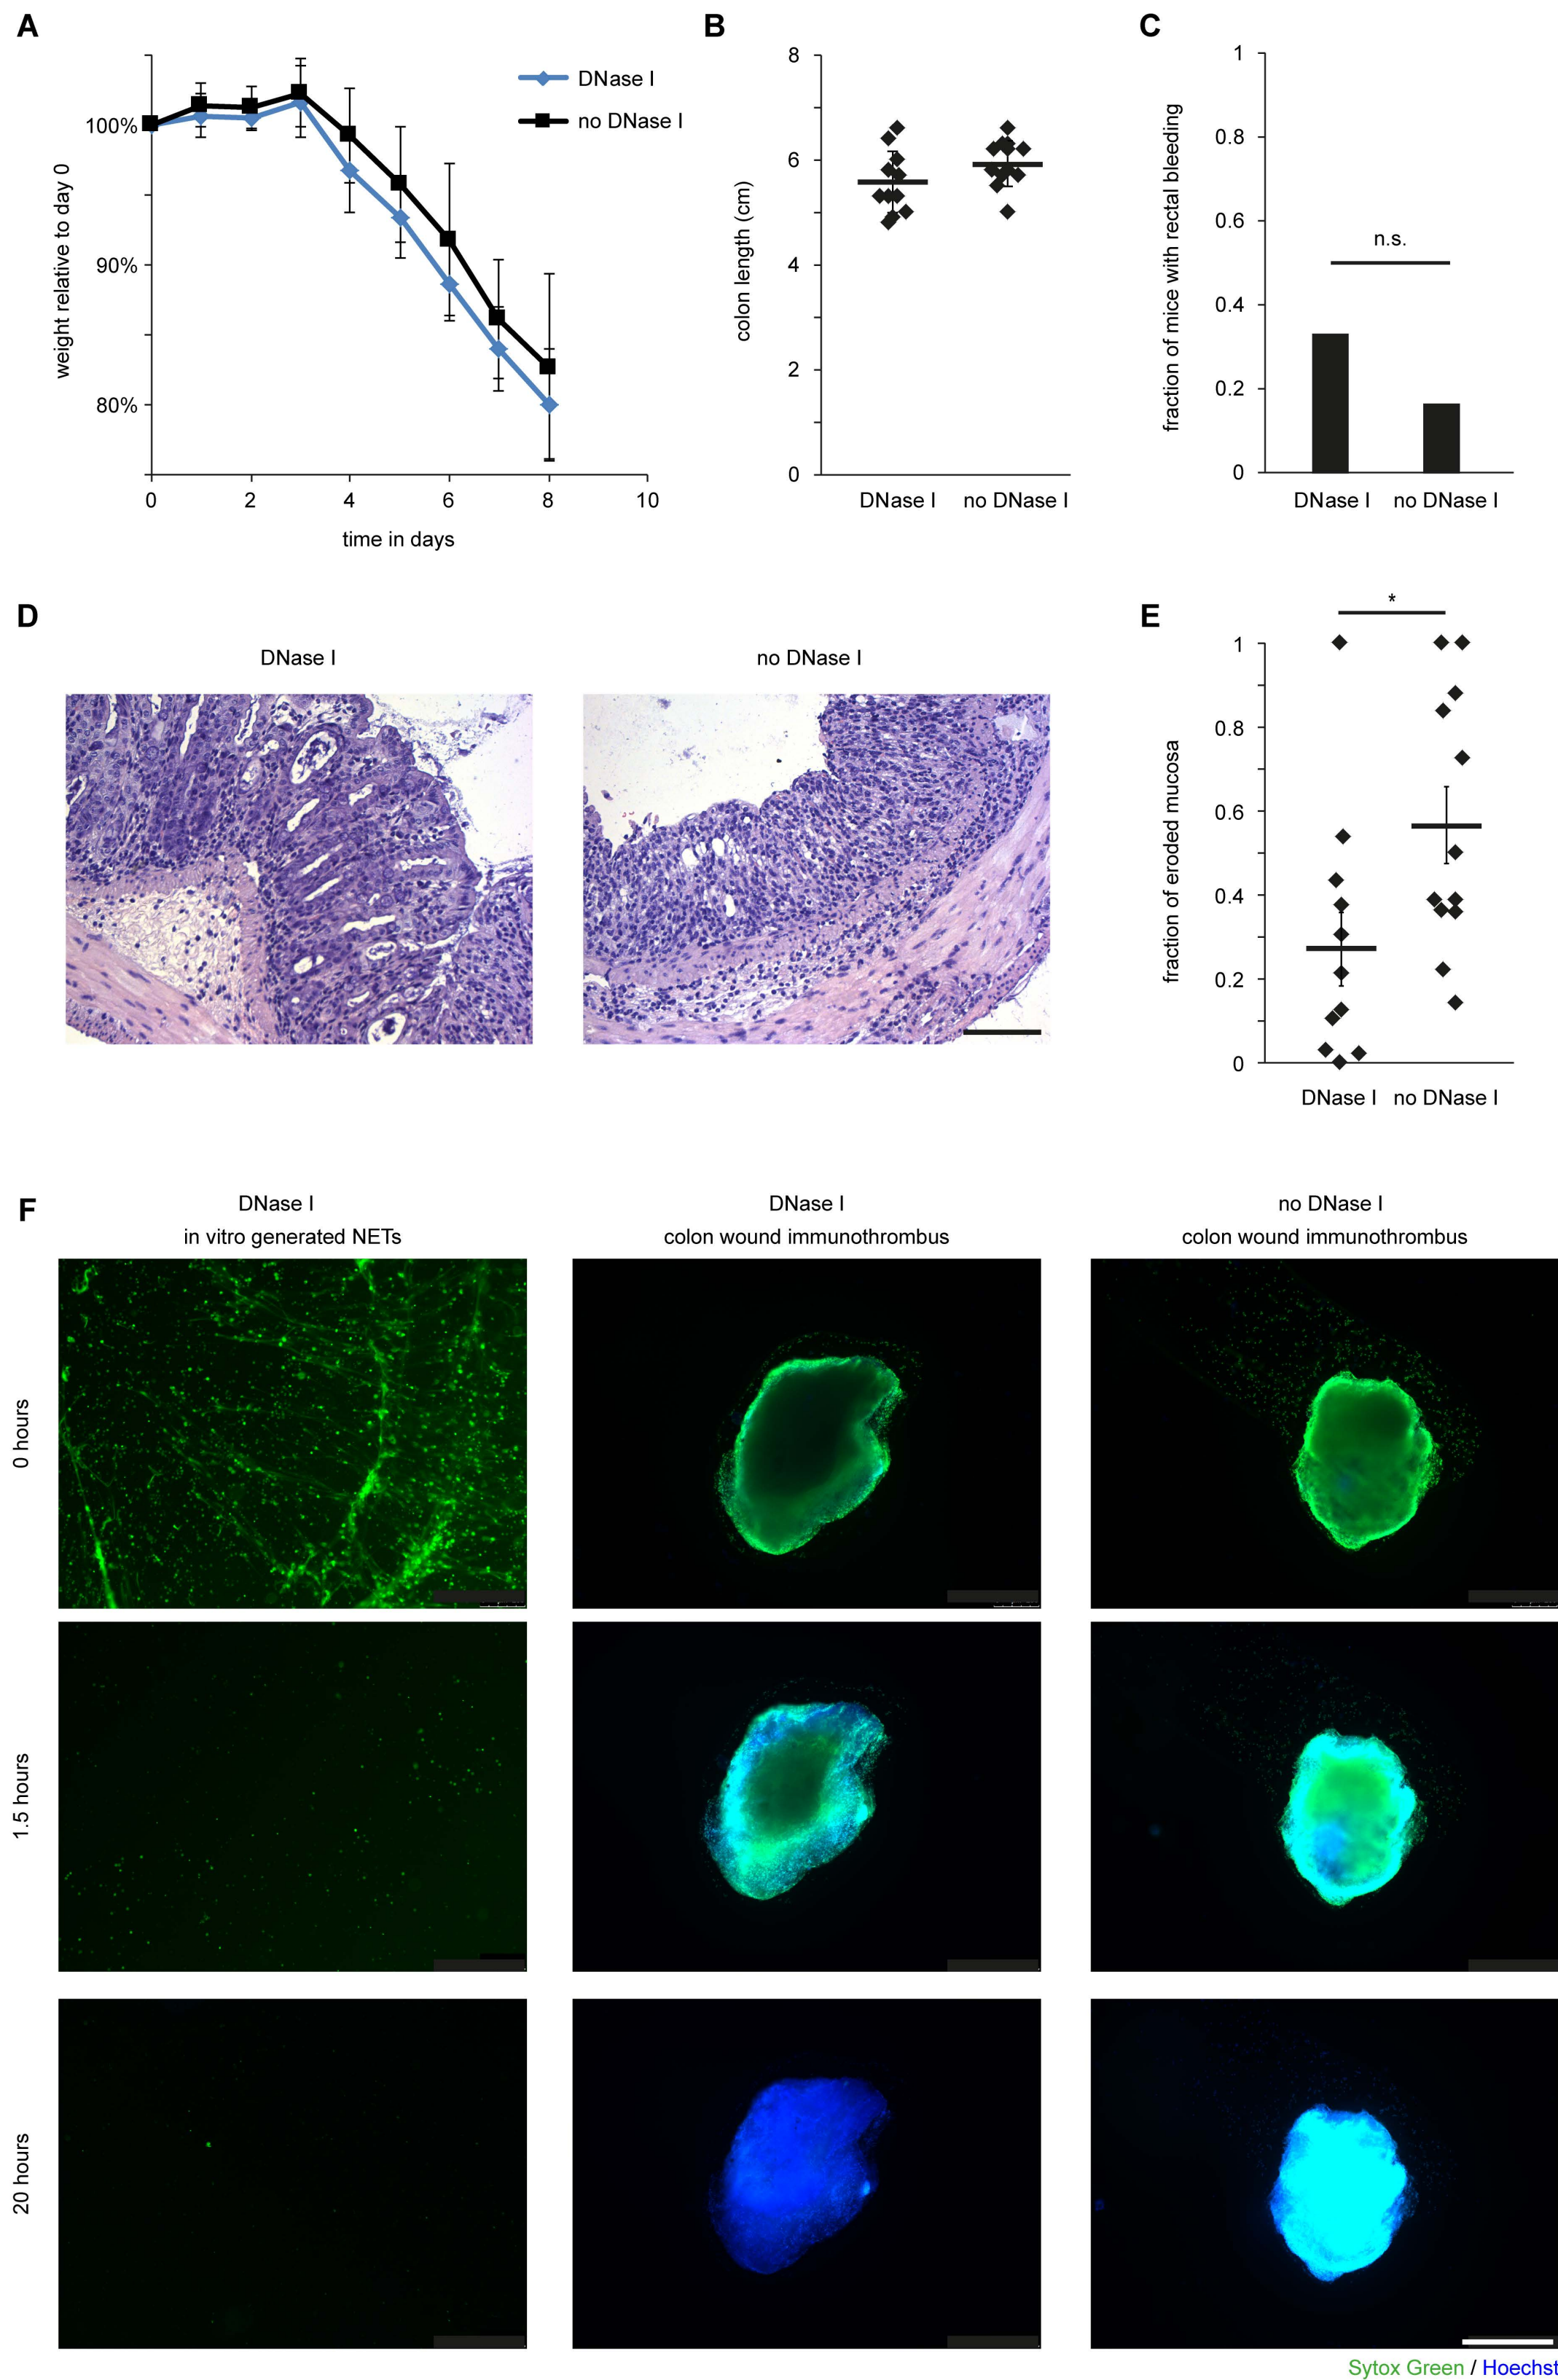 A
B
C
DNase I
no DNase I
100%
90%
80%
weight relative to day 0
0 2 4 6 8 10
time in days
8
6
4
2
0
colon length (cm)
DNase I no DNase I
1
0.8
0.6
0.4
0.2
0
fraction of mice with rectal bleeding
n.s.
DNase I no DNase I
D
DNase I
no DNase I
E
*
1
0.8
0.6
0.4
0.2
0
fraction of eroded mucosa
DNase I no DNase I
F
DNase I
in vitro generated NETs
DNase I
colon wound immunothrombus
no DNase I
colon wound immunothrombus
0 hours
1.5 hours
20 hours
Sytox Green / Hoechst